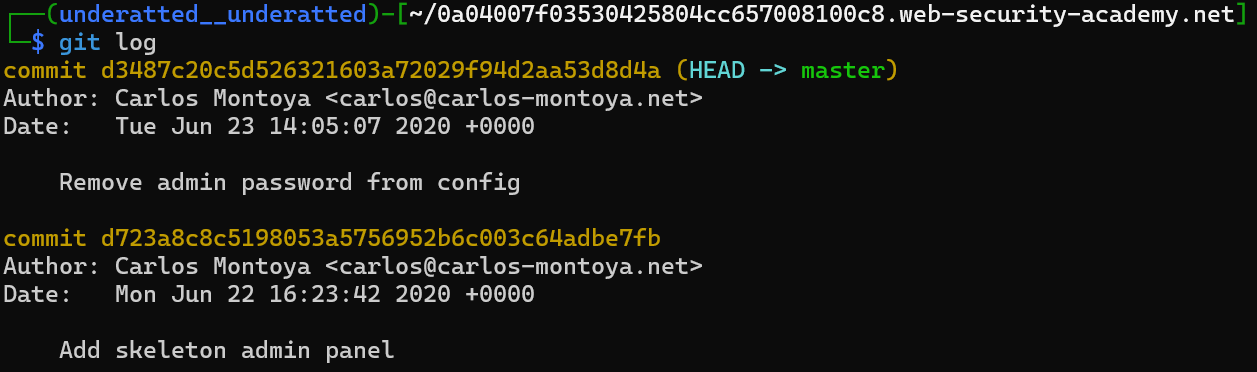 ┌──(underatted__underatted)-[~/0a04007f03530425804cc657008100c8.web-security-academy.net]
└─$ git log
commit d3487c20c5d526321603a72029f94d2aa53d8d4a (HEAD -> master)
Author: Carlos Montoya <carlos@carlos-montoya.net>
Date:   Tue Jun 23 14:05:07 2020 +0000
    Remove admin password from config
commit d723a8c8c5198053a5756952b6c003c64adbe7fb
Author: Carlos Montoya <carlos@carlos-montoya.net>
Date:   Mon Jun 22 16:23:42 2020 +0000
    Add skeleton admin panel